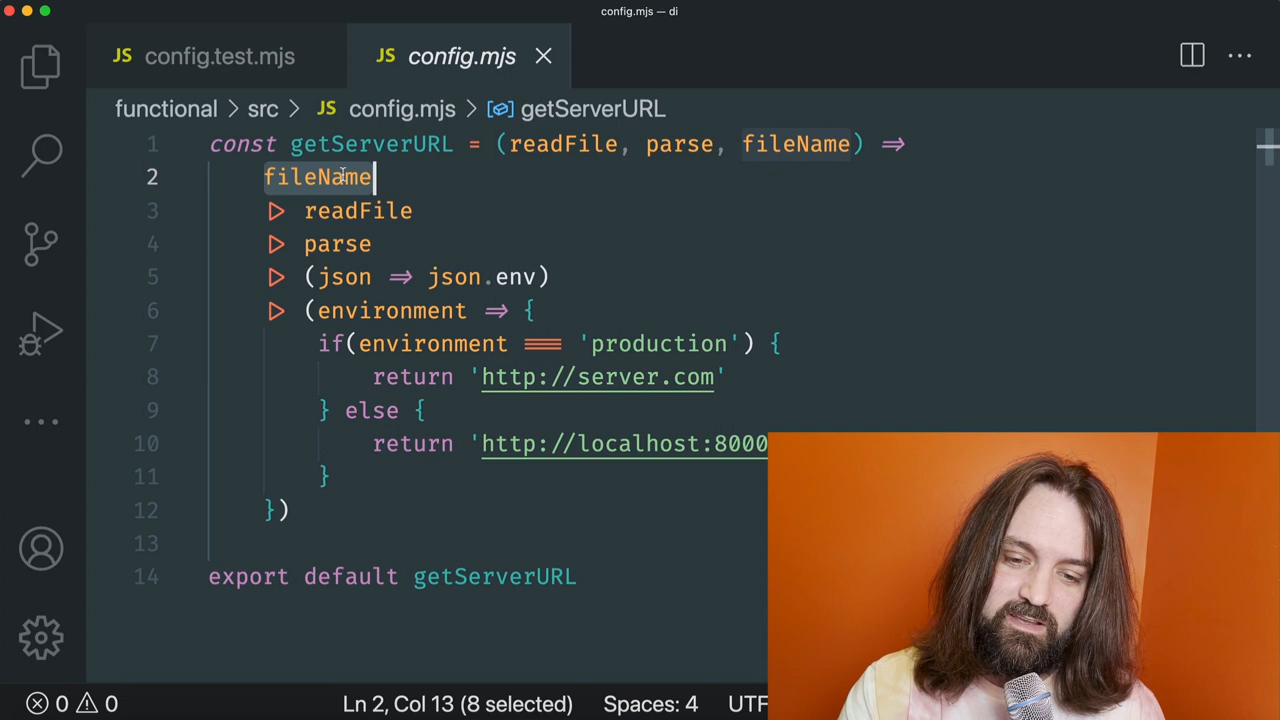 config.mjs — di
JS config.test.mjs
JS config.mjs
functional > src > JS config.mjs > getServerURL
1 const getServerURL = (readFile, parse, fileName) =>
2 fileName
3 |> readFile
4 |> parse
5 |> (json => json.env)
6 |> (environment => {
7 if(environment === 'production') {
8 return 'http://server.com'
9 } else {
10 return 'http://localhost:8000
11 }
12 })
13
14 export default getServerURL
0 0 Ln 2, Col 13 (8 selected) Spaces: 4 UTF